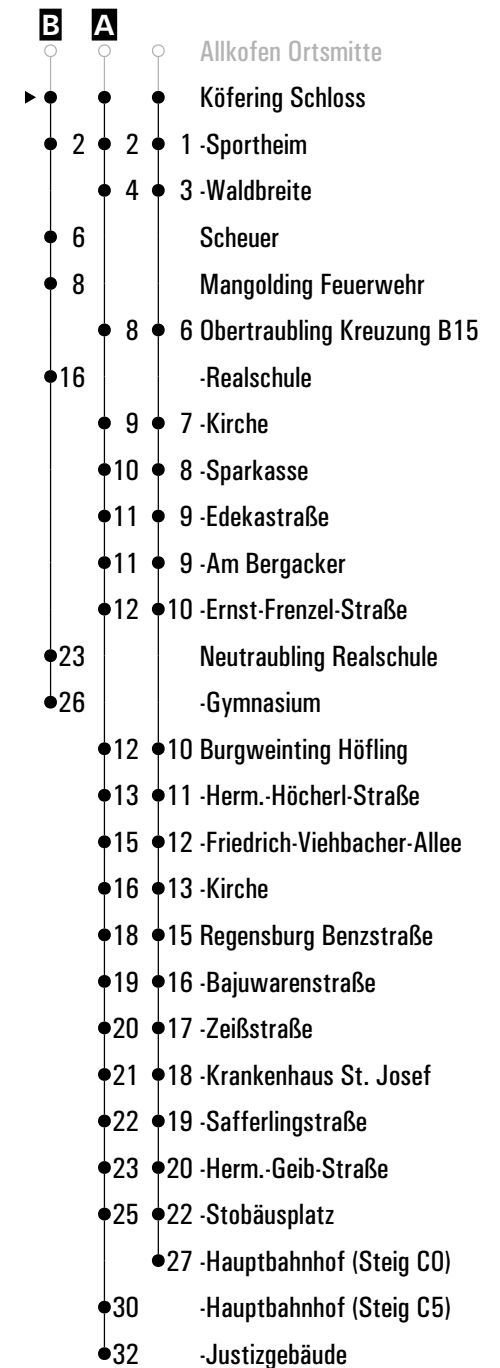 B A
Allkofen Ortsmitte
Köfering Schloss
2 2 1 -Sportheim
4 3 -Waldbreite
6 Scheuer
8 Mangolding Feuerwehr
8 6 Obertraubling Kreuzung B15
16 -Realschule
9 7 -Kirche
10 8 -Sparkasse
11 9 -Edekastraße
11 9 -Am Bergacker
12 10 -Ernst-Frenzel-Straße
23 Neutraubling Realschule
26 -Gymnasium
12 10 Burgweinting Höfling
13 11 -Herm.-Höcherl-Straße
15 12 -Friedrich-Viehbacher-Allee
16 13 -Kirche
18 15 Regensburg Benzstraße
19 16 -Bajuwarenstraße
20 17 -Zeißstraße
21 18 -Krankenhaus St. Josef
22 19 -Safferlingstraße
23 20 -Herm.-Geib-Straße
25 22 -Stobäusplatz
27 -Hauptbahnhof (Steig C0)
30 -Hauptbahnhof (Steig C5)
32 -Justizgebäude